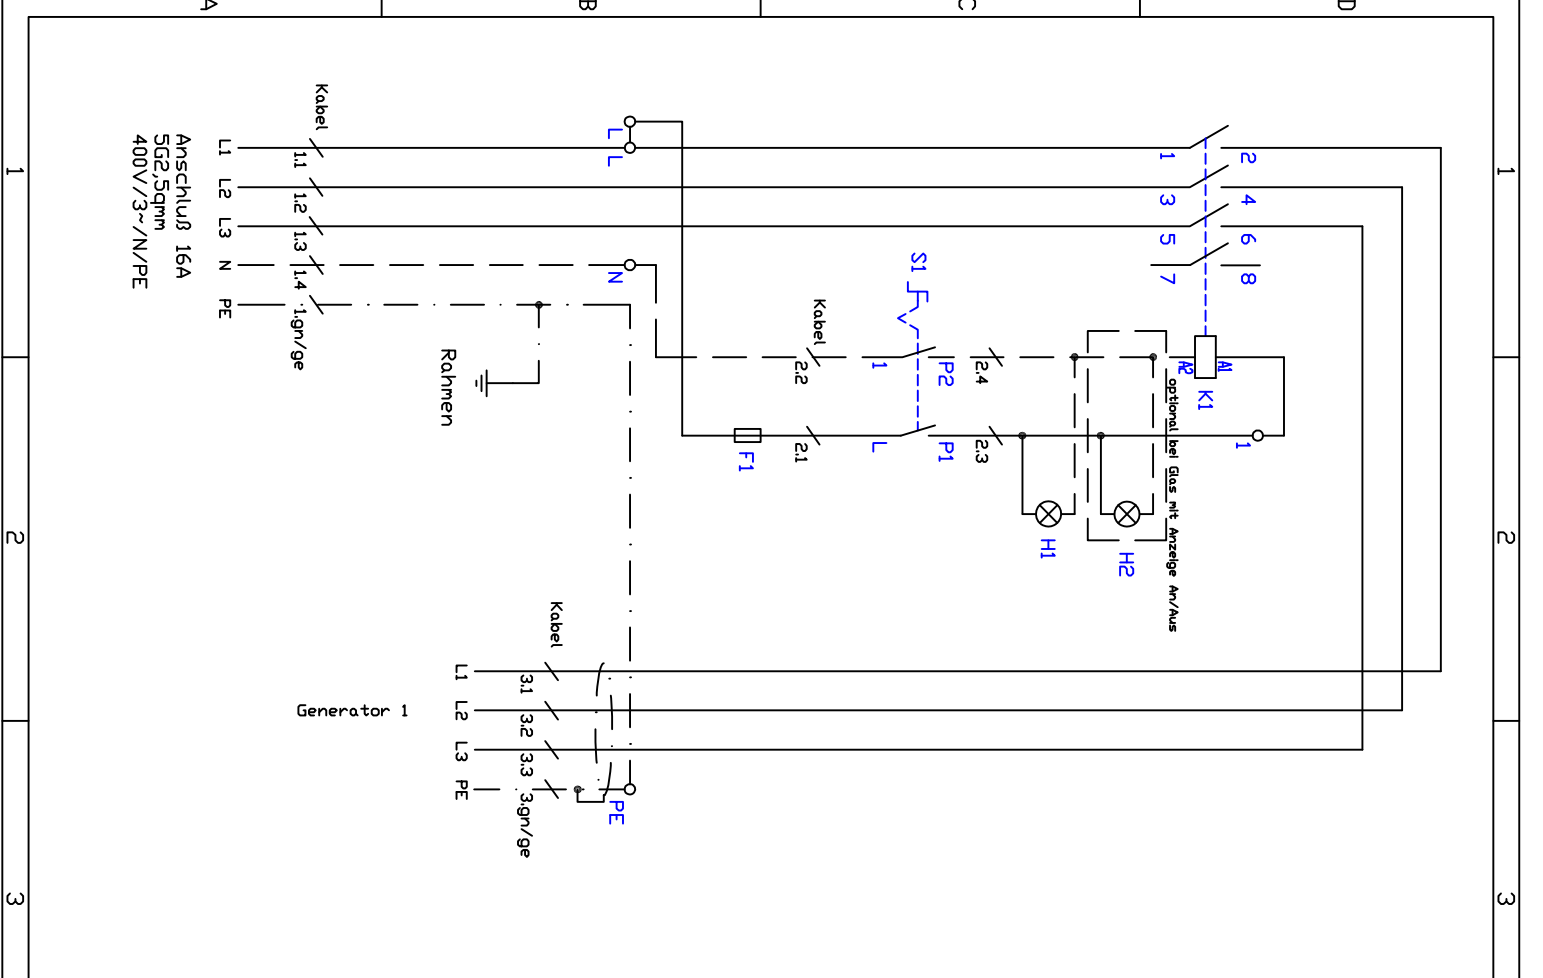 A
B
C
D
1
2
3
1
2
3
Anschluß 16A
5G2,5qmm
400V/3~/N/PE
L1
L2
L3
N
PE
Kabel
1.1
1.2
1.3
1.4
1.gn/ge
L
L
N
Rahmen
1
2
3
4
5
6
7
8
K1
A1
A2
S1
Kabel
2.2
1
P2
2.4
F1
2.1
L
P1
2.3
1
H1
H2
optional bei Glas mit Anzeige An/Aus
Generator 1
L1
L2
L3
PE
Kabel
3.1
3.2
3.3
3.gn/ge
PE